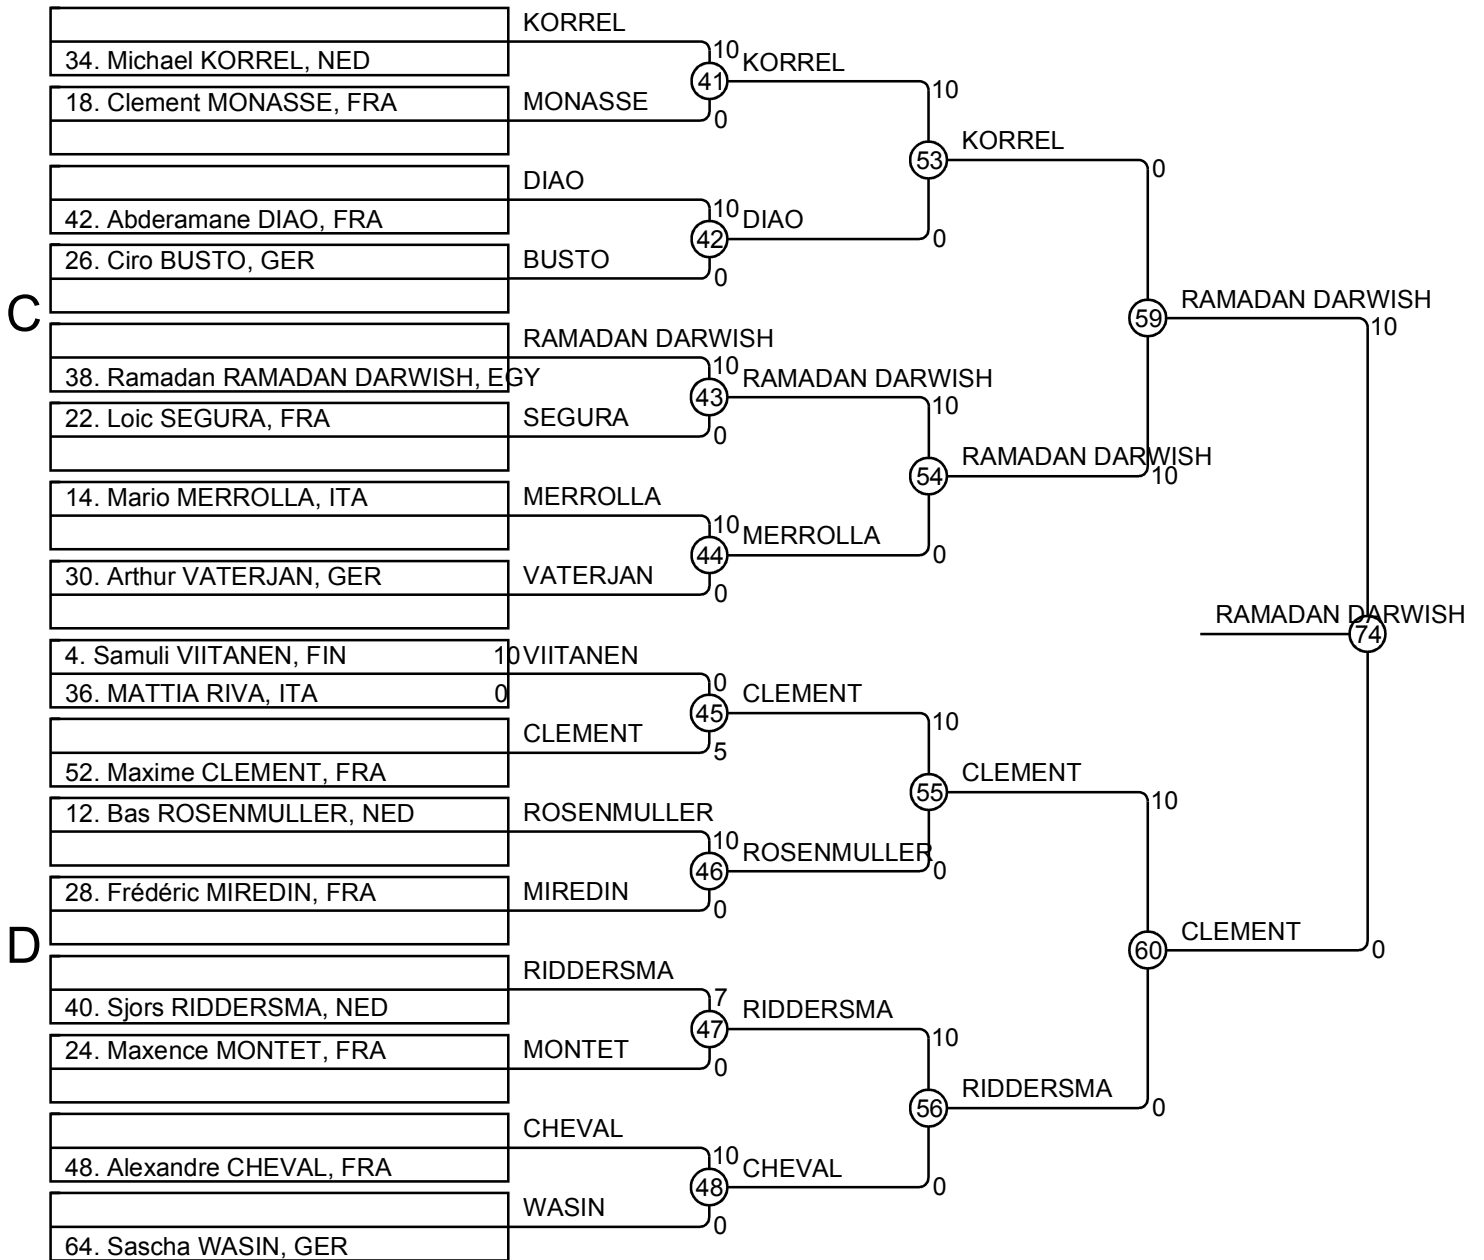 KORREL
34. Michael KORREL, NED
10
KORREL
41
18. Clement MONASSE, FRA
MONASSE
0
10
KORREL
53
0
DIAO
42. Abderamane DIAO, FRA
10
DIAO
42
0
26. Ciro BUSTO, GER
BUSTO
0
C
RAMADAN DARWISH
59
10
RAMADAN DARWISH
38. Ramadan RAMADAN DARWISH, EGY
10
RAMADAN DARWISH
43
10
22. Loic SEGURA, FRA
SEGURA
0
RAMADAN DARWISH
54
10
14. Mario MERROLLA, ITA
MERROLLA
10
MERROLLA
44
0
30. Arthur VATERJAN, GER
VATERJAN
0
RAMADAN DARWISH
74
4. Samuli VIITANEN, FIN
10
VIITANEN
36. MATTIA RIVA, ITA
0
0
CLEMENT
45
10
CLEMENT
5
52. Maxime CLEMENT, FRA
CLEMENT
55
10
12. Bas ROSENMULLER, NED
ROSENMULLER
10
ROSENMULLER
46
0
28. Frédéric MIREDIN, FRA
MIREDIN
0
D
CLEMENT
60
0
RIDDERSMA
40. Sjors RIDDERSMA, NED
7
RIDDERSMA
47
10
24. Maxence MONTET, FRA
MONTET
0
RIDDERSMA
56
0
CHEVAL
48. Alexandre CHEVAL, FRA
10
CHEVAL
48
0
WASIN
0
64. Sascha WASIN, GER